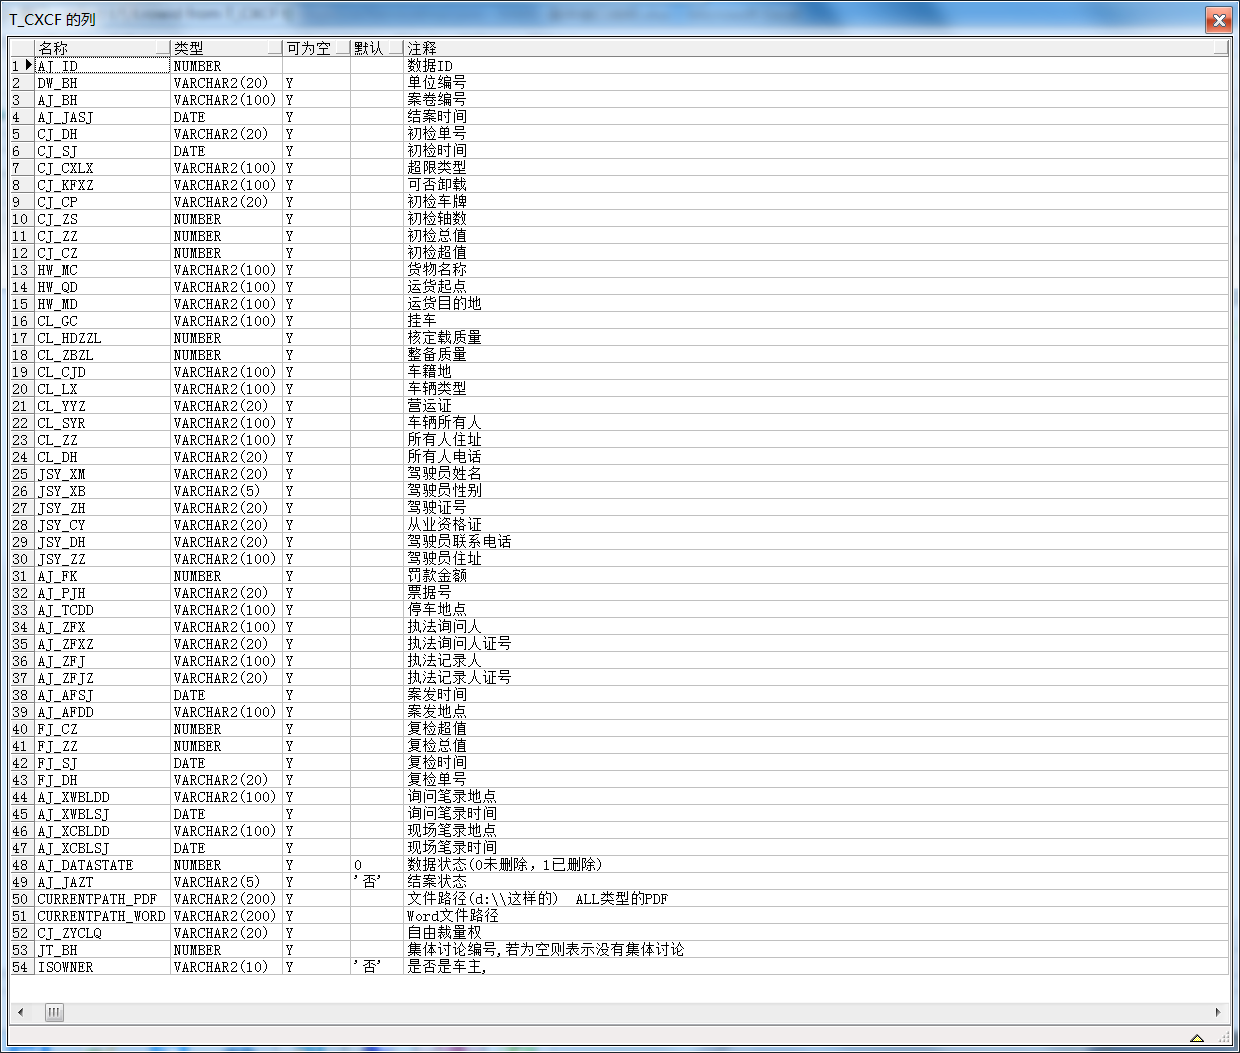 T_CXCF 的列
名称 类型 可为空 默认 注释
1 AJ_ID NUMBER 数据ID
2 DW_BH VARCHAR2(20) Y 单位编号
3 AJ_BH VARCHAR2(100) Y 案卷编号
4 AJ_JASJ DATE Y 结案时间
5 CJ_DH VARCHAR2(20) Y 初检单号
6 CJ_SJ DATE Y 初检时间
7 CJ_CXLX VARCHAR2(100) Y 超限类型
8 CJ_KFXZ VARCHAR2(100) Y 可否卸载
9 CJ_CP VARCHAR2(20) Y 初检车牌
10 CJ_ZS NUMBER Y 初检轴数
11 CJ_ZZ NUMBER Y 初检总值
12 CJ_CZ NUMBER Y 初检超值
13 HW_MC VARCHAR2(100) Y 货物名称
14 HW_QD VARCHAR2(100) Y 运货起点
15 HW_MD VARCHAR2(100) Y 运货目的地
16 CL_GC VARCHAR2(100) Y 挂车
17 CL_HDZZL NUMBER Y 核定载质量
18 CL_ZBZL NUMBER Y 整备质量
19 CL_CJD VARCHAR2(100) Y 车籍地
20 CL_LX VARCHAR2(100) Y 车辆类型
21 CL_YYZ VARCHAR2(20) Y 营运证
22 CL_SYR VARCHAR2(100) Y 车辆所有人
23 CL_ZZ VARCHAR2(100) Y 所有人住址
24 CL_DH VARCHAR2(20) Y 所有人电话
25 JSY_XM VARCHAR2(20) Y 驾驶员姓名
26 JSY_XB VARCHAR2(5) Y 驾驶员性别
27 JSY_ZH VARCHAR2(20) Y 驾驶证号
28 JSY_CY VARCHAR2(20) Y 从业资格证
29 JSY_DH VARCHAR2(20) Y 驾驶员联系电话
30 JSY_ZZ VARCHAR2(100) Y 驾驶员住址
31 AJ_FK NUMBER Y 罚款金额
32 AJ_PJH VARCHAR2(20) Y 票据号
33 AJ_TCDD VARCHAR2(100) Y 停车地点
34 AJ_ZFX VARCHAR2(100) Y 执法询问人
35 AJ_ZFXZ VARCHAR2(20) Y 执法询问人证号
36 AJ_ZFJ VARCHAR2(100) Y 执法记录人
37 AJ_ZFJZ VARCHAR2(20) Y 执法记录人证号
38 AJ_AFSJ DATE Y 案发时间
39 AJ_AFDD VARCHAR2(100) Y 案发地点
40 FJ_CZ NUMBER Y 复检超值
41 FJ_ZZ NUMBER Y 复检总值
42 FJ_SJ DATE Y 复检时间
43 FJ_DH VARCHAR2(20) Y 复检单号
44 AJ_XWBLDD VARCHAR2(100) Y 询问笔录地点
45 AJ_XWBLSJ DATE Y 询问笔录时间
46 AJ_XCBLDD VARCHAR2(100) Y 现场笔录地点
47 AJ_XCBLSJ DATE Y 现场笔录时间
48 AJ_DATASTATE NUMBER Y 0 数据状态(0未删除，1已删除)
49 AJ_JAZT VARCHAR2(5) Y '否' 结案状态
50 CURRENTPATH_PDF VARCHAR2(200) Y 文件路径(d:\\这样的) ALL类型的PDF
51 CURRENTPATH_WORD VARCHAR2(200) Y Word文件路径
52 CJ_ZYCLQ VARCHAR2(20) Y 自由裁量权
53 JT_BH NUMBER Y 集体讨论编号,若为空则表示没有集体讨论
54 ISOWNER VARCHAR2(10) Y '否' 是否是车主,